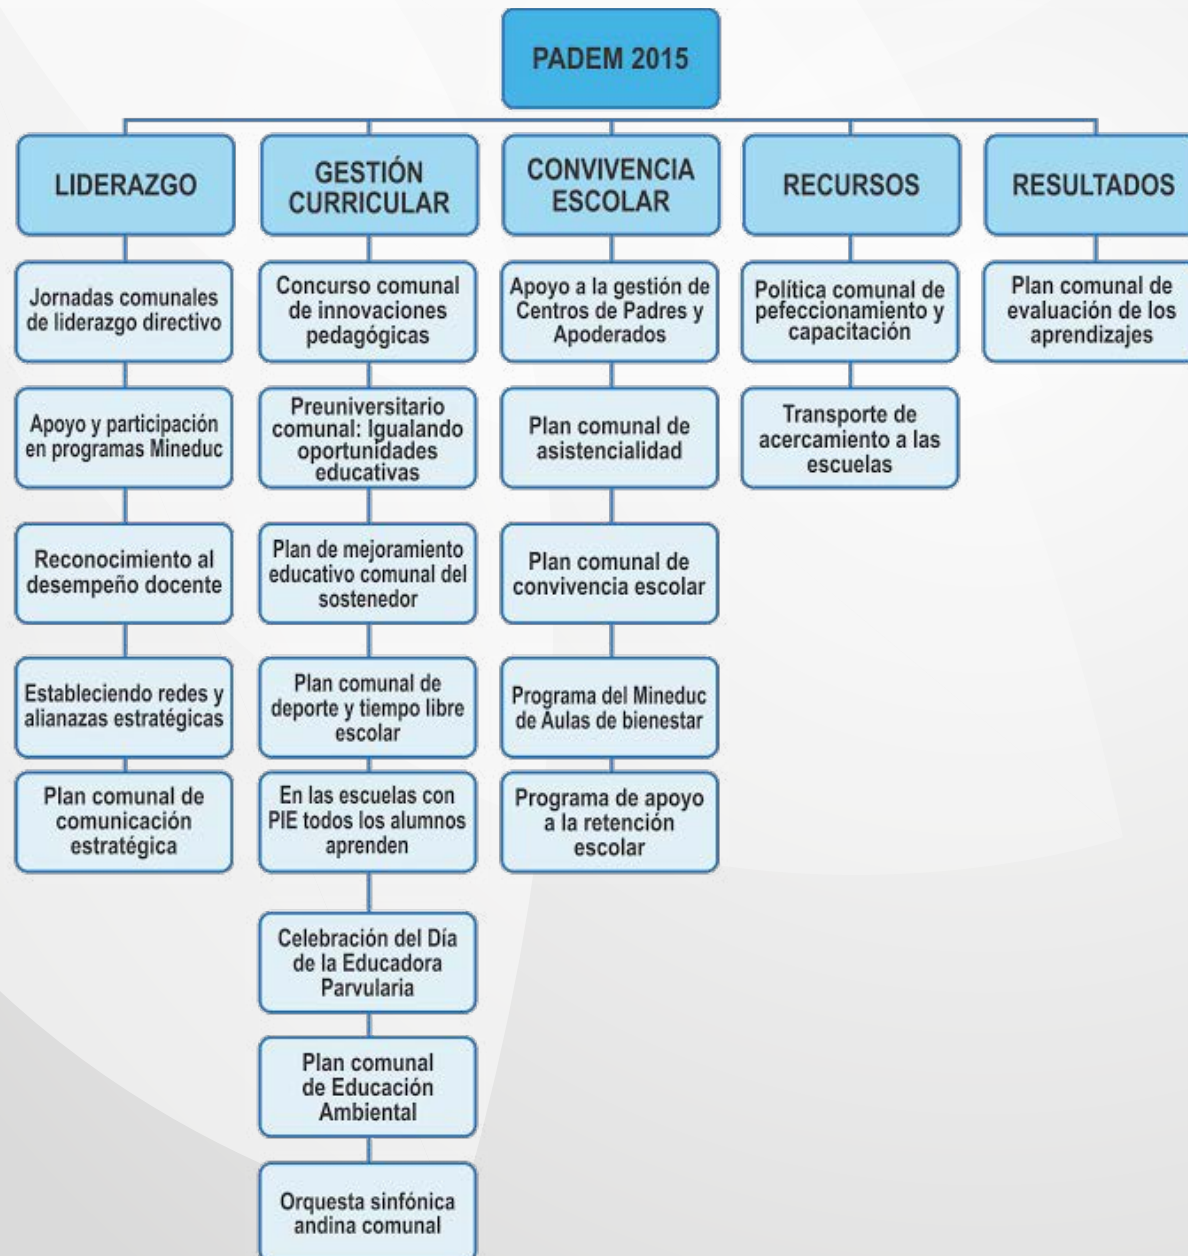 PADEM 2015
LIDERAZGO
Jornadas comunales
de liderazgo directivo
Apoyo y participación
en programas Mineduc
Reconocimiento al
desempeño docente
Estableciendo redes y
alianazas estratégicas
Plan comunal de
comunicación
estratégica
GESTIÓN
CURRICULAR
Concurso comunal
de innovaciones
pedagógicas
Preuniversitario
comunal: Igualando
oportunidades
educativas
Plan de mejoramiento
educativo comunal del
sostenedor
Plan comunal de
deporte y tiempo libre
escolar
En las escuelas con
PIE todos los alumnos
aprenden
Celebración del Día
de la Educadora
Parvularia
Plan comunal
de Educación
Ambiental
Orquesta sinfónica
andina comunal
CONVIVENCIA
ESCOLAR
Apoyo a la gestión de
Centros de Padres y
Apoderados
Plan comunal de
asistencialidad
Plan comunal de
convivencia escolar
Programa del Mineduc
de Aulas de bienestar
Programa de apoyo
a la retención
escolar
RECURSOS
Política comunal de
pefeccionamiento y
capacitación
Transporte de
acercamiento a las
escuelas
RESULTADOS
Plan comunal de
evaluación de los
aprendizajes